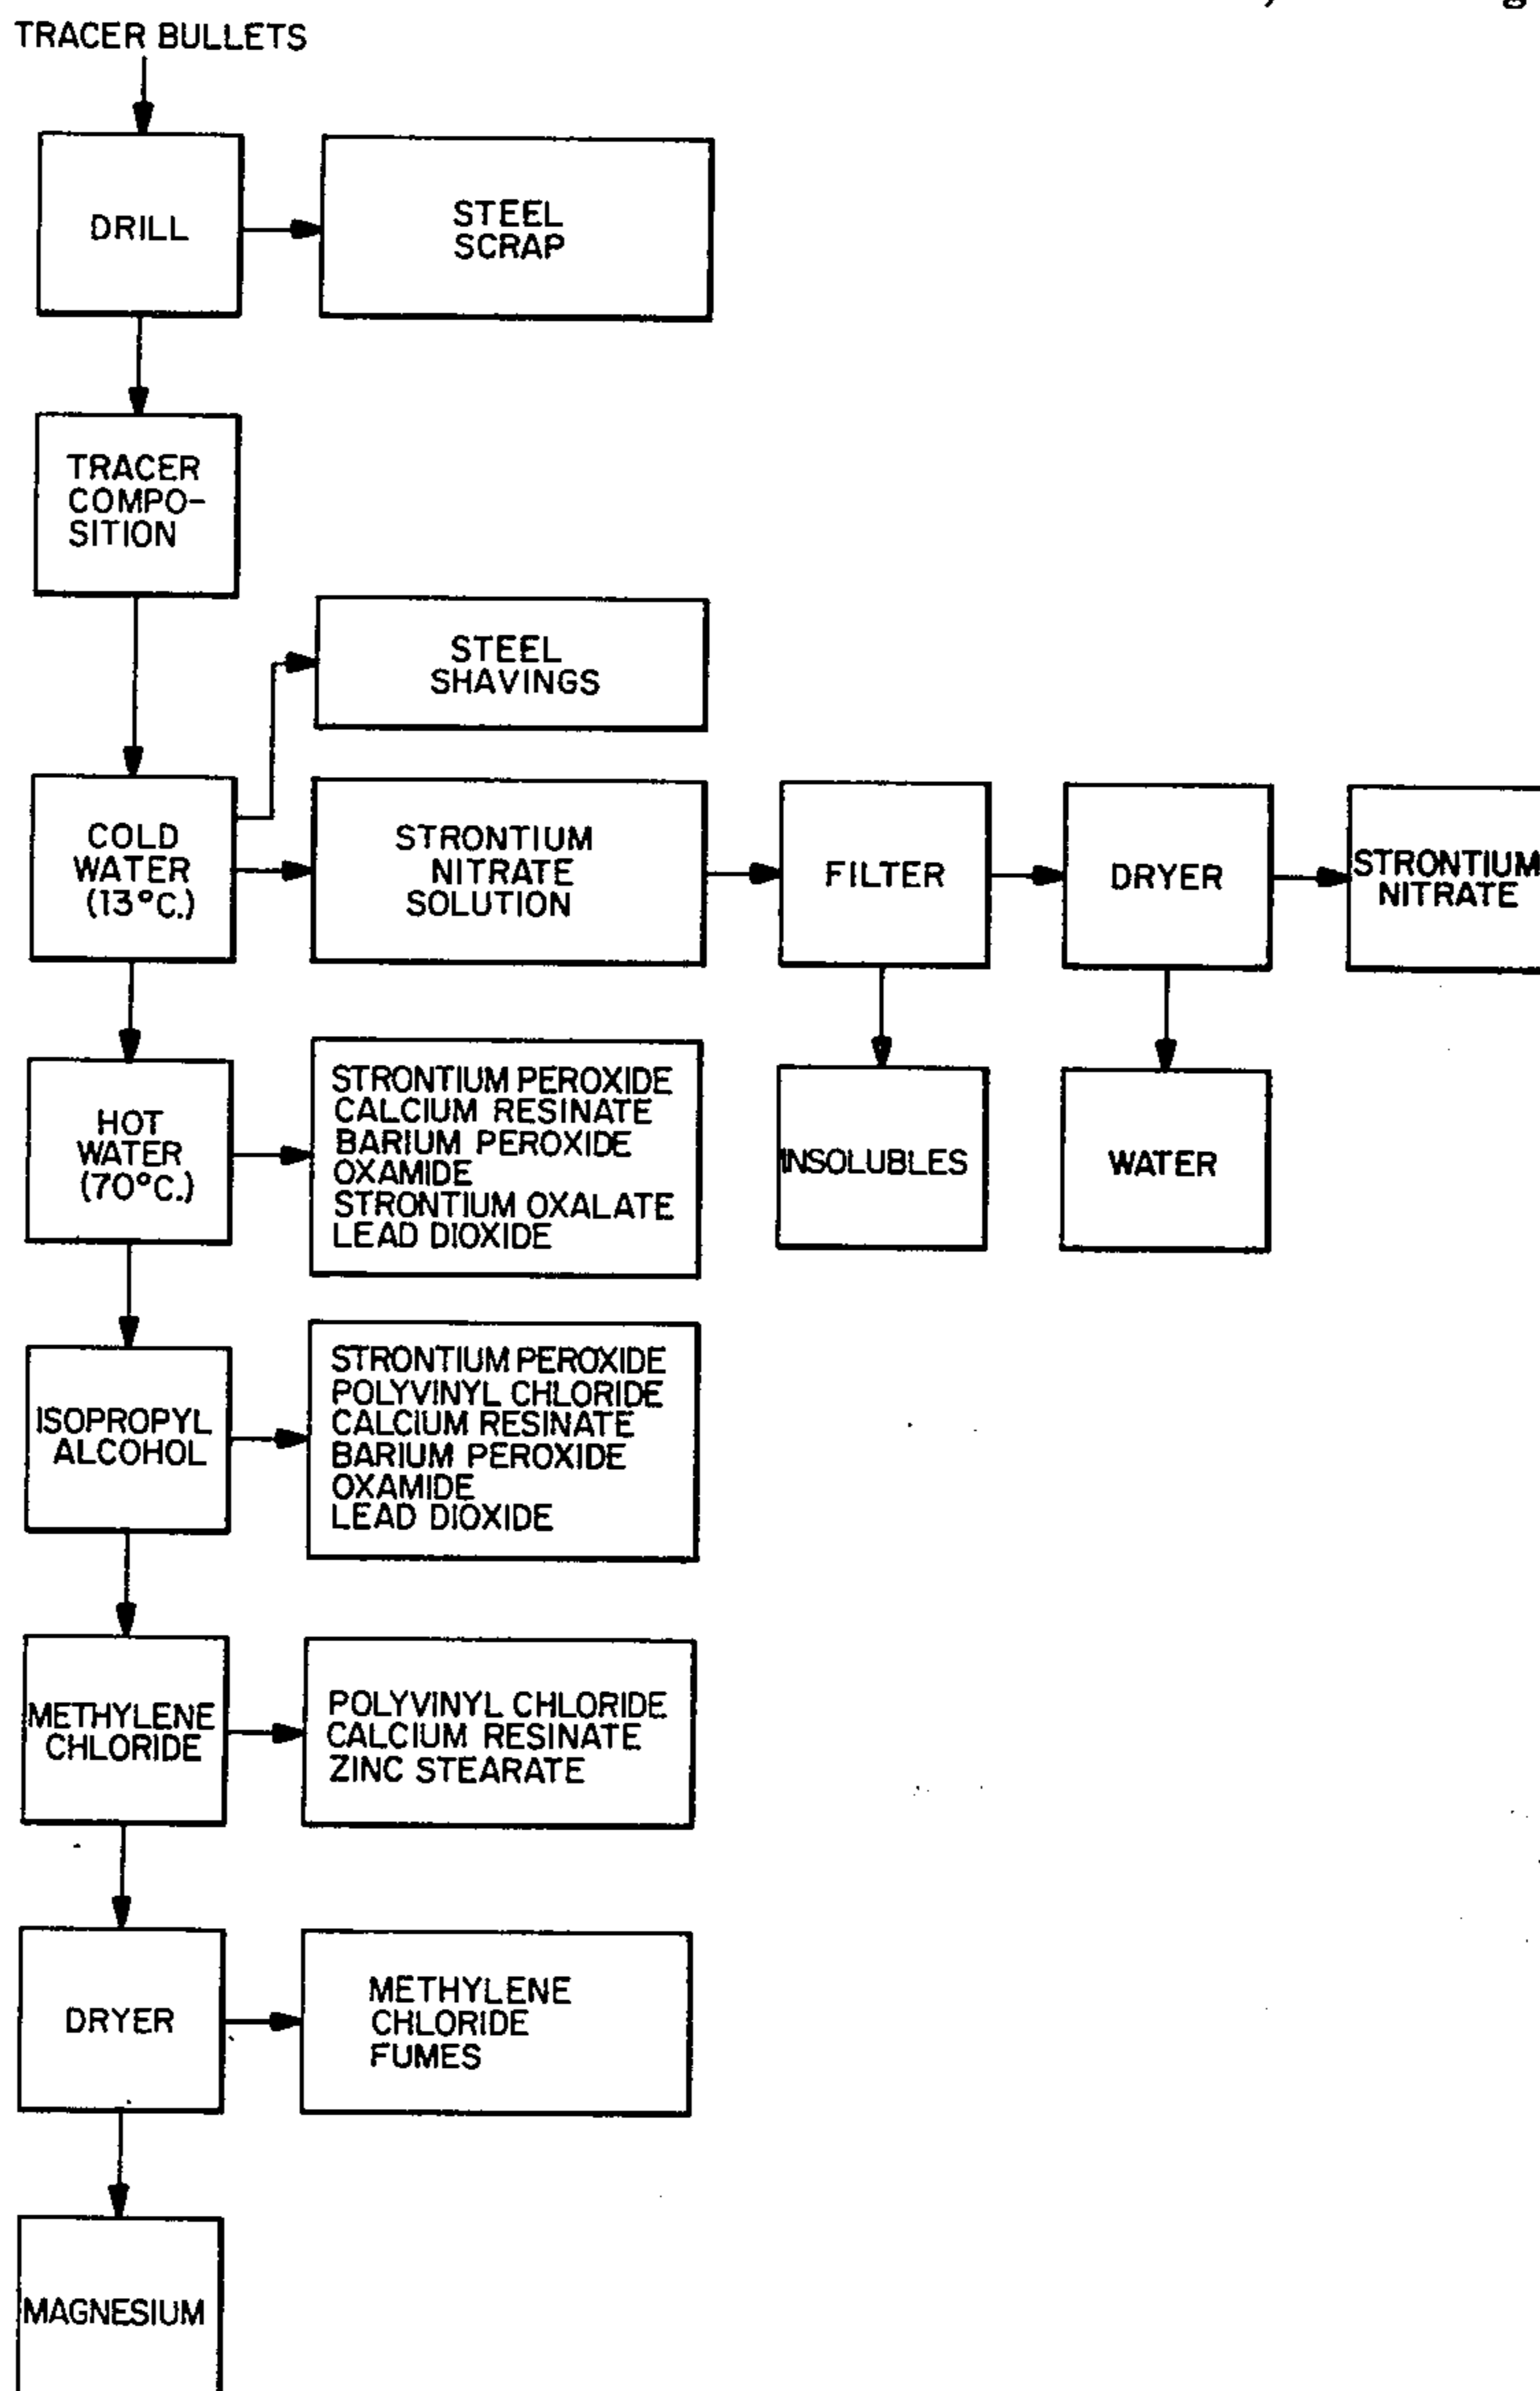 TRACER BULLETS
DRILL
STEEL
SCRAP
TRACER
COMPO-
SITION
STEEL
SHAVINGS
COLD
WATER
(13°C.)
STRONTIUM
NITRATE
SOLUTION
FILTER
DRYER
STRONTIUM
NITRATE
HOT
WATER
(70°C.)
STRONTIUM PEROXIDE
CALCIUM RESINATE
BARIUM PEROXIDE
OXAMIDE
STRONTIUM OXALATE
LEAD DIOXIDE
INSOLUBLES
WATER
ISOPROPYL
ALCOHOL
STRONTIUM PEROXIDE
POLYVINYL CHLORIDE
CALCIUM RESINATE
BARIUM PEROXIDE
OXAMIDE
LEAD DIOXIDE
METHYLENE
CHLORIDE
POLYVINYL CHLORIDE
CALCIUM RESINATE
ZINC STEARATE
DRYER
METHYLENE
CHLORIDE
FUMES
MAGNESIUM